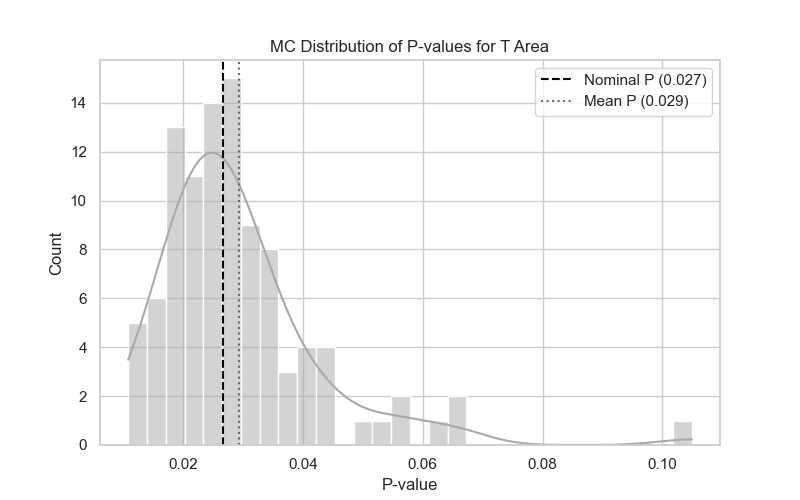 MC Distribution of P-values for T Area
Nominal P (0.027)
Mean P (0.029)
Count
14
12
10
8
6
4
2
0
0.02
0.04
0.06
0.08
0.10
P-value